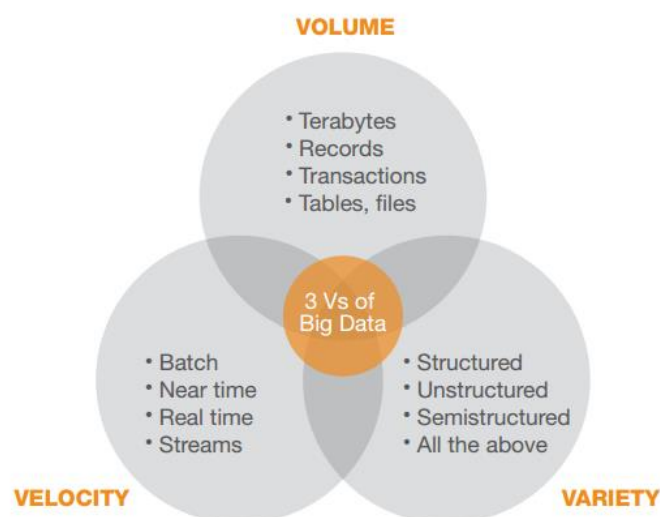 VOLUME
• Terabytes
• Records
• Transactions
• Tables, files
3 Vs of
Big Data
• Batch
• Near time
• Real time
• Streams
• Structured
• Unstructured
• Semistructured
• All the above
VELOCITY
VARIETY